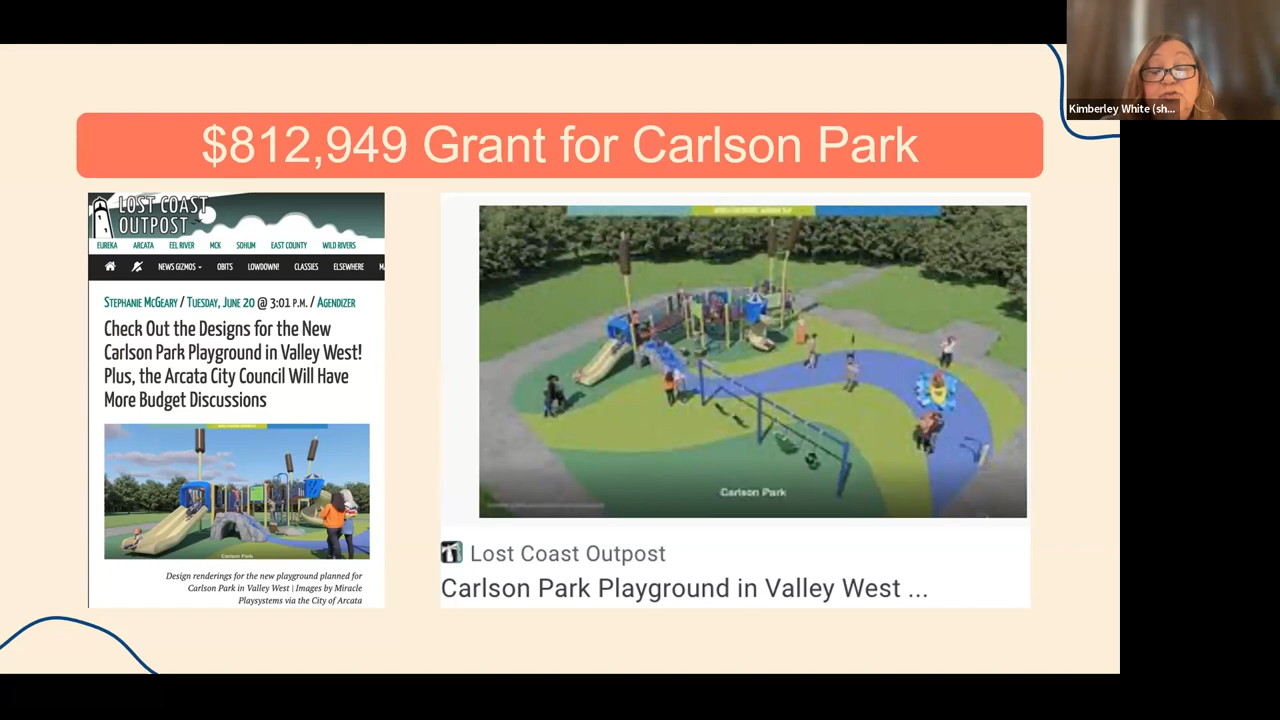 Kimberley White (sh...
$812,949 Grant for Carlson Park
LOST COAST
OUTPOST
EUREKA ARCATA EEL RIVER MCK SOHUM EAST COUNTY WILD RIVERS
NEWS GIZMOS OBITS LOWDOWN! CLASSIES ELSEWHERE
STEPHANIE MCGEARY / TUESDAY, JUNE 20 @ 3:01 P.M. / AGENDIZER
Check Out the Designs for the New
Carlson Park Playground in Valley West!
Plus, the Arcata City Council Will Have
More Budget Discussions
Carlson Park
Design renderings for the new playground planned for
Carlson Park in Valley West | Images by Miracle
Playsystems via the City of Arcata
Carlson Park
Lost Coast Outpost
Carlson Park Playground in Valley West ...